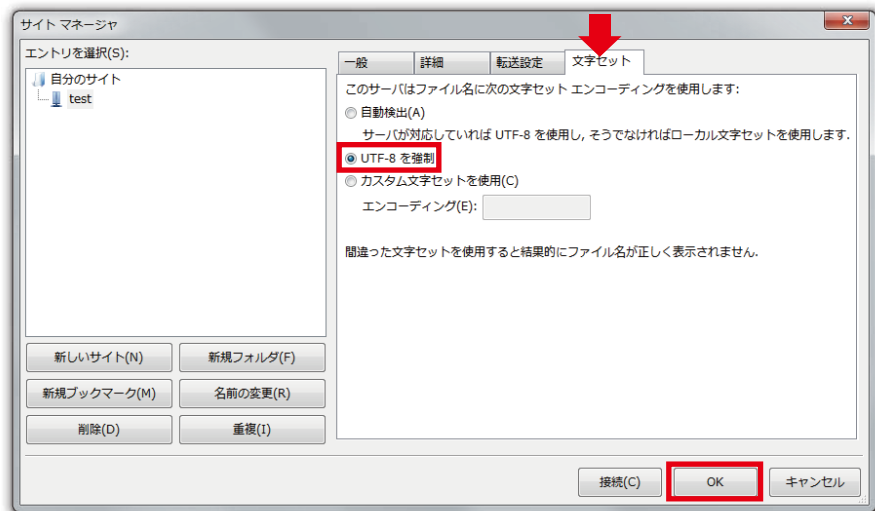 サイト マネージャ
エントリを選択(S):
自分のサイト
test
新しいサイト(N)
新規フォルダ(F)
新規ブックマーク(M)
名前の変更(R)
削除(D)
重複(I)
一般
詳細
転送設定
文字セット
このサーバはファイル名に次の文字セット エンコーディングを使用します:
自動検出(A)
サーバが対応していれば UTF-8 を使用し, そうでなければローカル文字セットを使用します.
UTF-8 を強制
カスタム文字セットを使用(C)
エンコーディング(E):
間違った文字セットを使用すると結果的にファイル名が正しく表示されません.
接続(C)
OK
キャンセル